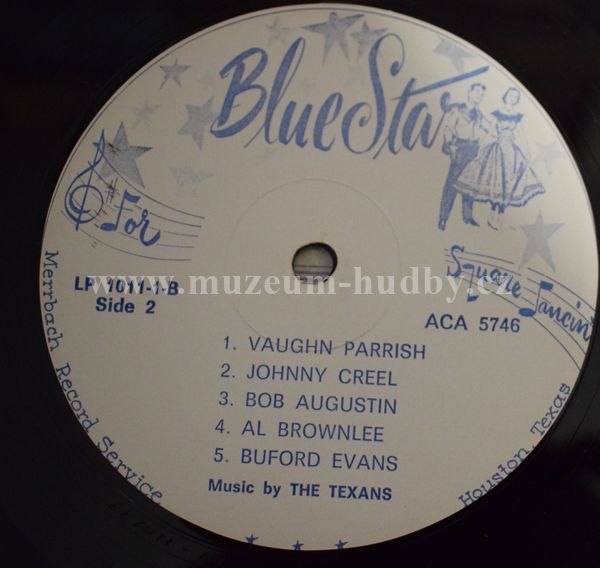 Blue Star
For
Square Dancin'
www.muzeum-hudby.cz
LP 1011-1-B
Side 2
ACA 5746
1. VAUGHN PARRISH
2. JOHNNY CREEL
3. BOB AUGUSTIN
4. AL BROWNLEE
5. BUFORD EVANS
Music by THE TEXANS
Merrbach Record Service
Houston, Texas